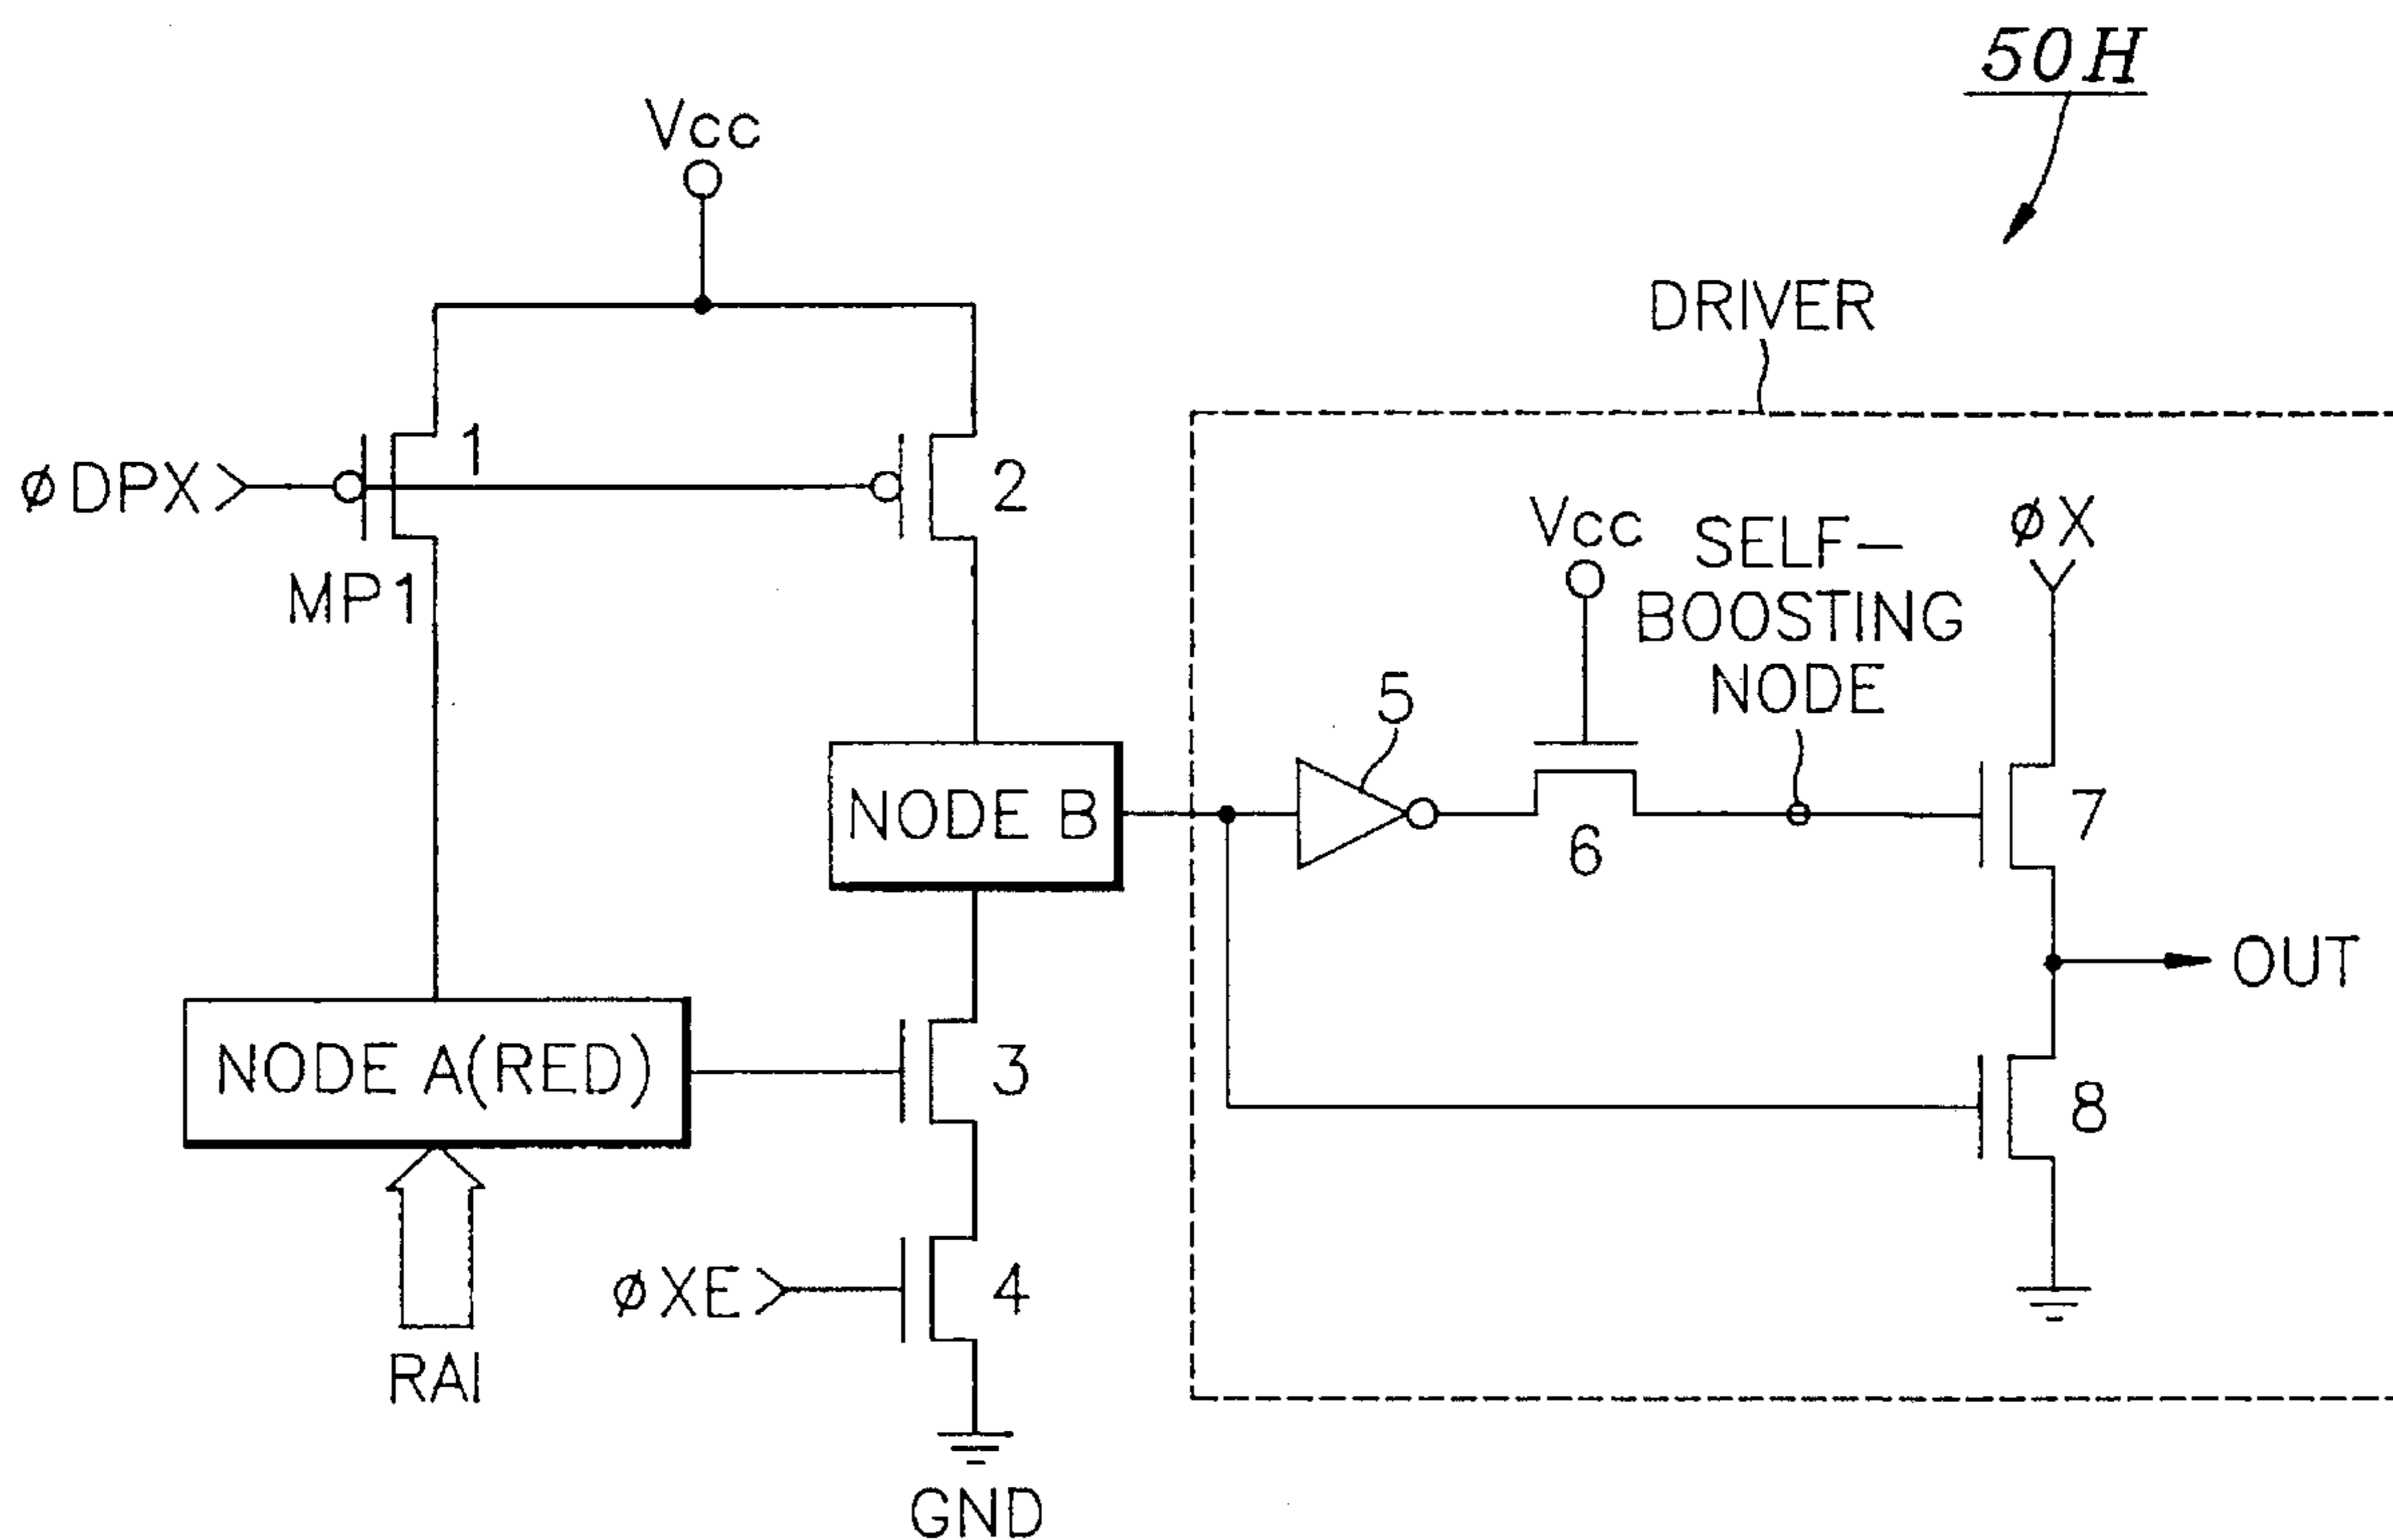 50H
Vcc
DRIVER
øDPX
1
2
MP1
Vcc
SELF-
BOOSTING
NODE
øX
5
NODE B
6
7
OUT
NODE A(RED)
3
8
øXE
4
RAI
GND